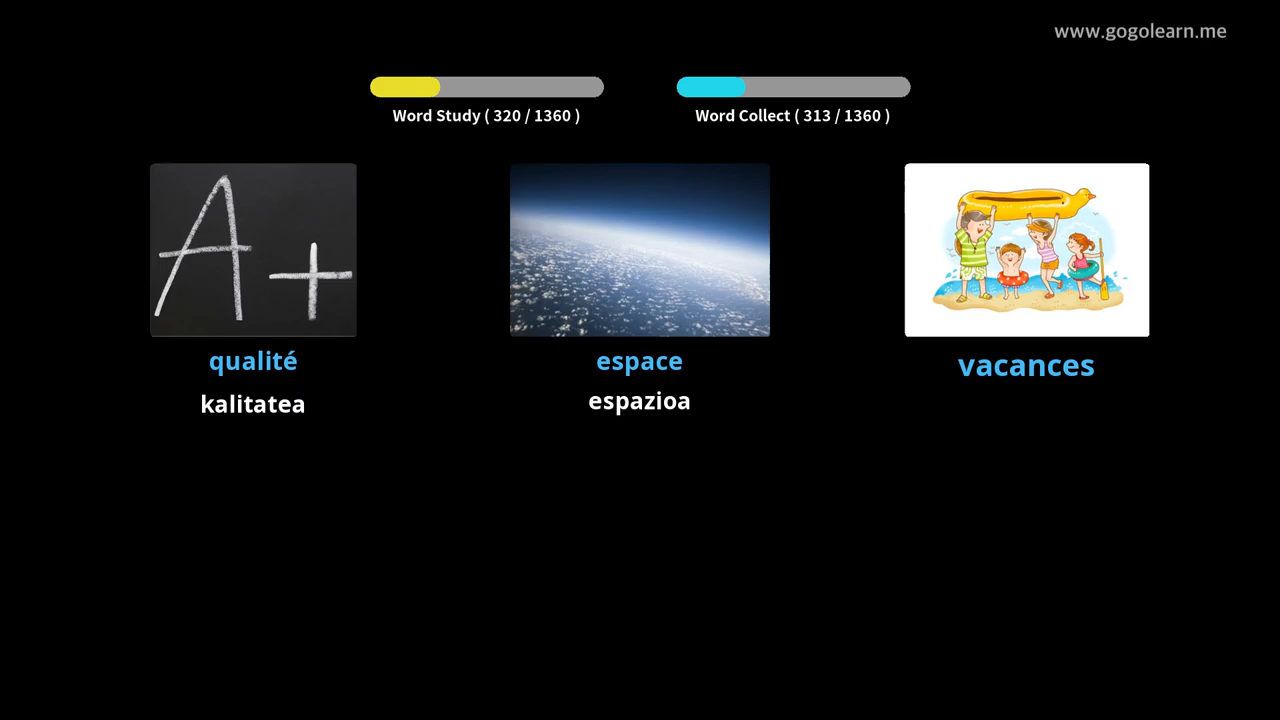 www.gogolearn.me
Word Study ( 320 / 1360 )
Word Collect ( 313 / 1360 )
A+
qualité
espace
vacances
kalitatea
espazioa